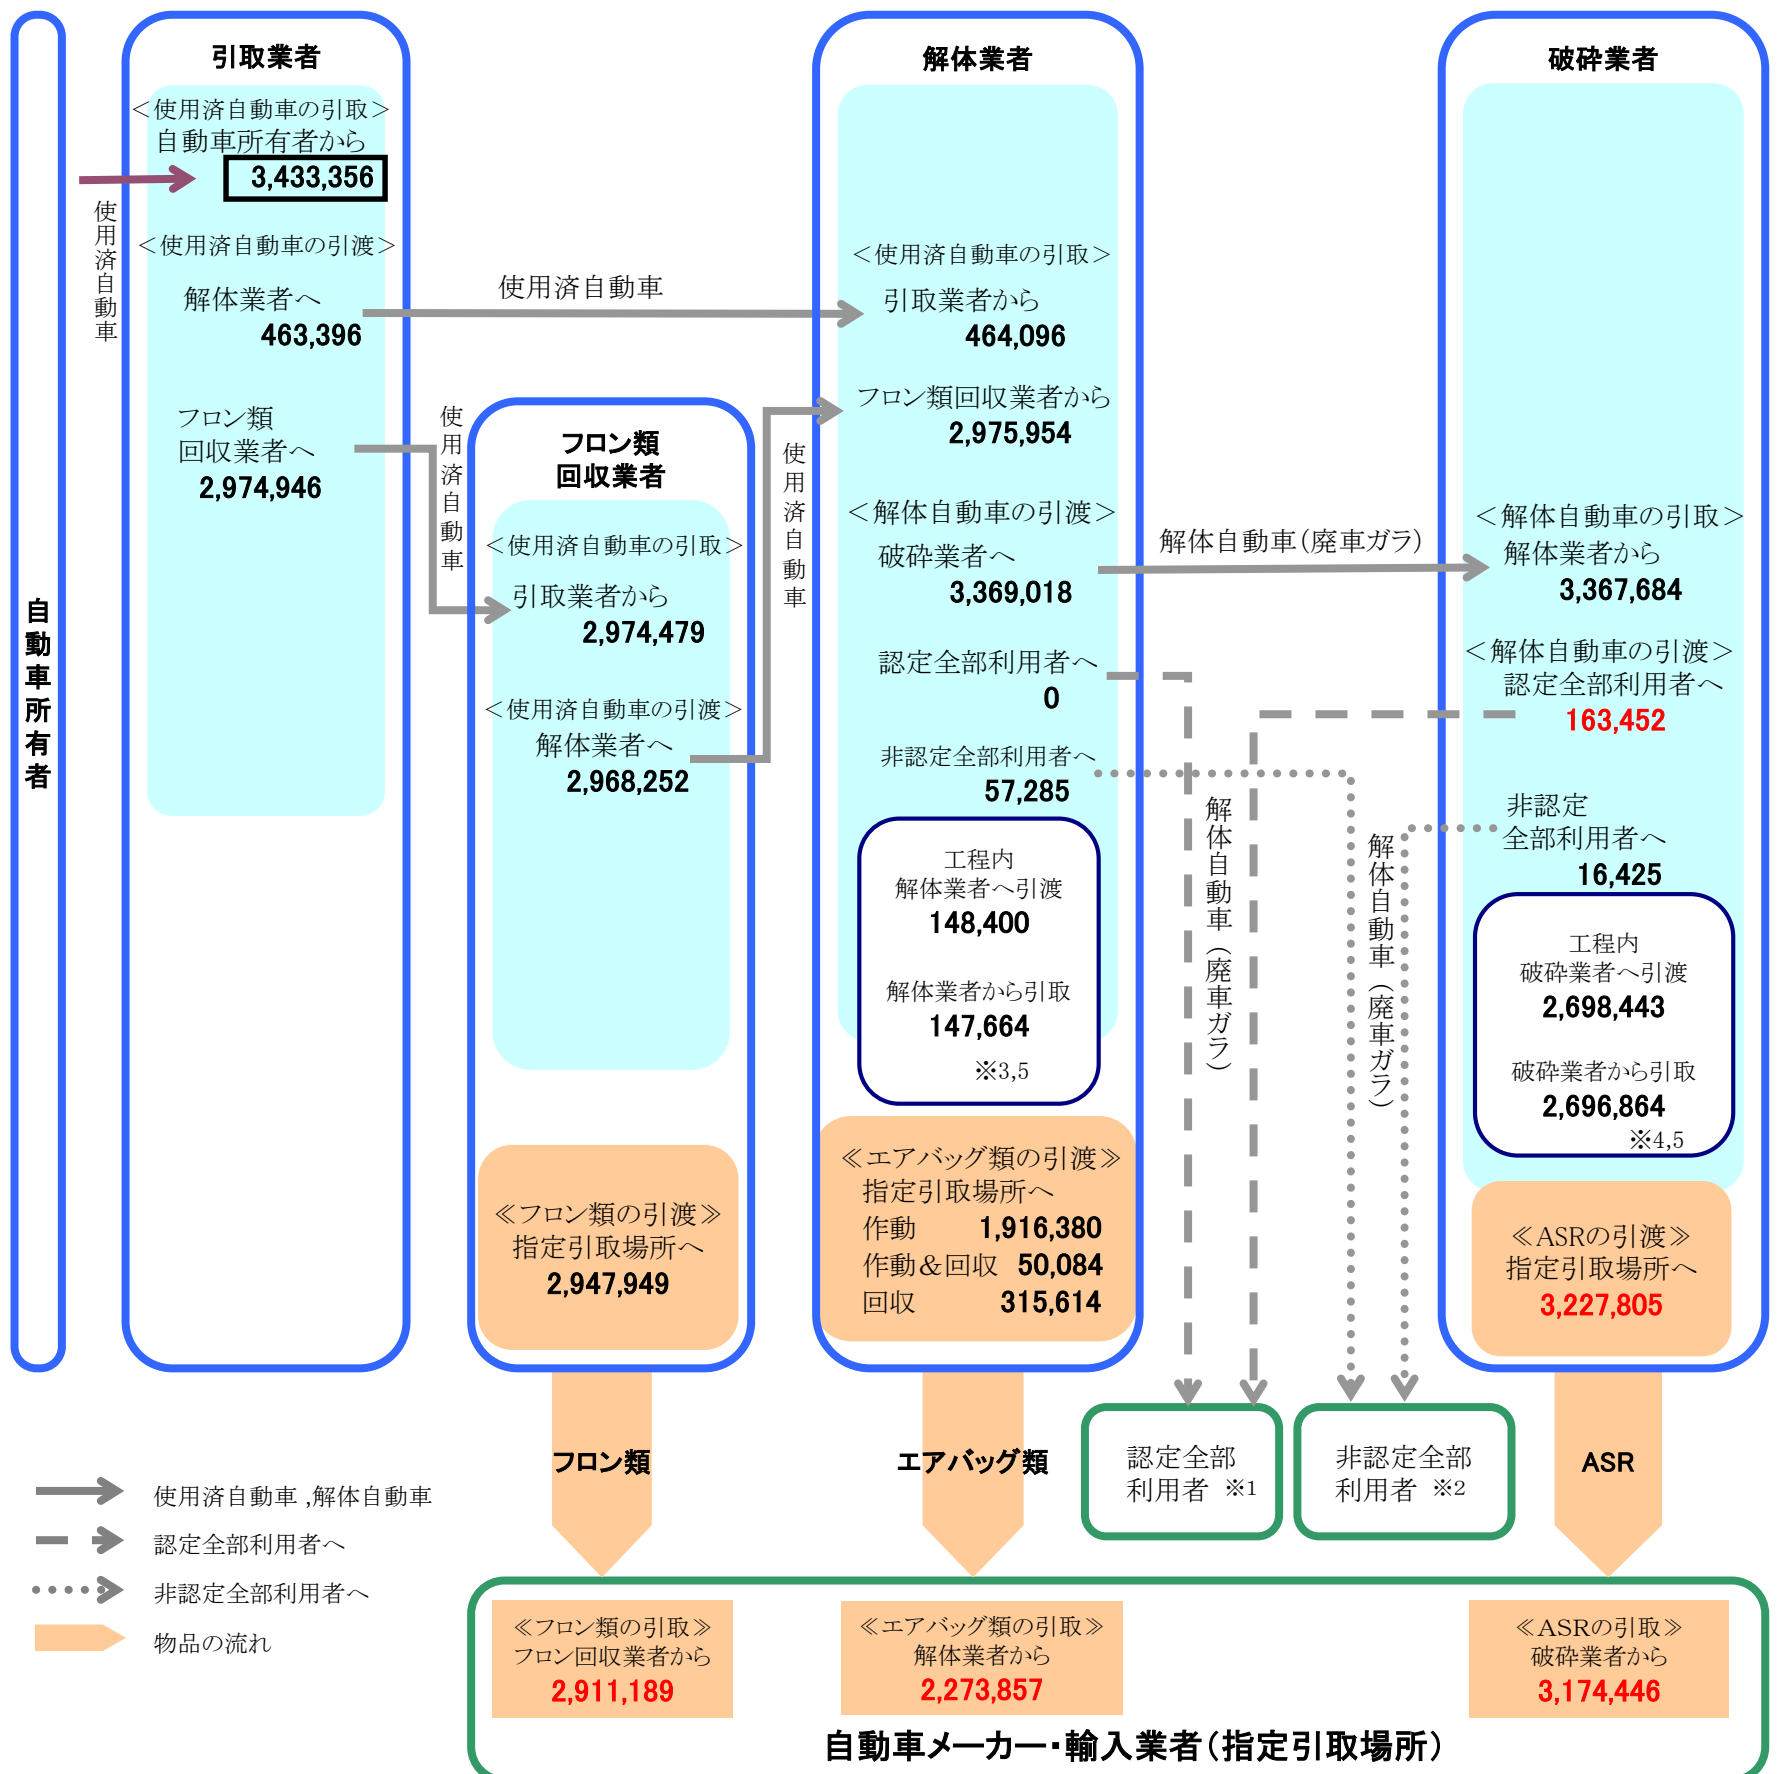 自動車所有者
使用済自動車
引取業者
＜使用済自動車の引取＞
自動車所有者から
3,433,356
＜使用済自動車の引渡＞
解体業者へ
463,396
フロン類
回収業者へ
2,974,946
使用済自動車
使用済自動車
フロン類
回収業者
＜使用済自動車の引取＞
引取業者から
2,974,479
＜使用済自動車の引渡＞
解体業者へ
2,968,252
≪フロン類の引渡≫
指定引取場所へ
2,947,949
使用済自動車
解体業者
＜使用済自動車の引取＞
引取業者から
464,096
フロン類回収業者から
2,975,954
＜解体自動車の引渡＞
破砕業者へ
3,369,018
認定全部利用者へ
0
非認定全部利用者へ
57,285
工程内
解体業者へ引渡
148,400
解体業者から引取
147,664
※3,5
≪エアバッグ類の引渡≫
指定引取場所へ
作動 1,916,380
作動＆回収 50,084
回収 315,614
解体自動車（廃車ガラ）
解体自動車（廃車ガラ）
解体自動車（廃車ガラ）
破砕業者
＜解体自動車の引取＞
解体業者から
3,367,684
＜解体自動車の引渡＞
認定全部利用者へ
163,452
非認定
全部利用者へ
16,425
工程内
破砕業者へ引渡
2,698,443
破砕業者から引取
2,696,864
※4,5
≪ASRの引渡≫
指定引取場所へ
3,227,805
フロン類
エアバッグ類
認定全部
利用者 ※1
非認定全部
利用者 ※2
ASR
使用済自動車 ,解体自動車
認定全部利用者へ
非認定全部利用者へ
物品の流れ
≪フロン類の引取≫
フロン回収業者から
2,911,189
≪エアバッグ類の引取≫
解体業者から
2,273,857
≪ASRの引取≫
破砕業者から
3,174,446
自動車メーカー・輸入業者（指定引取場所）